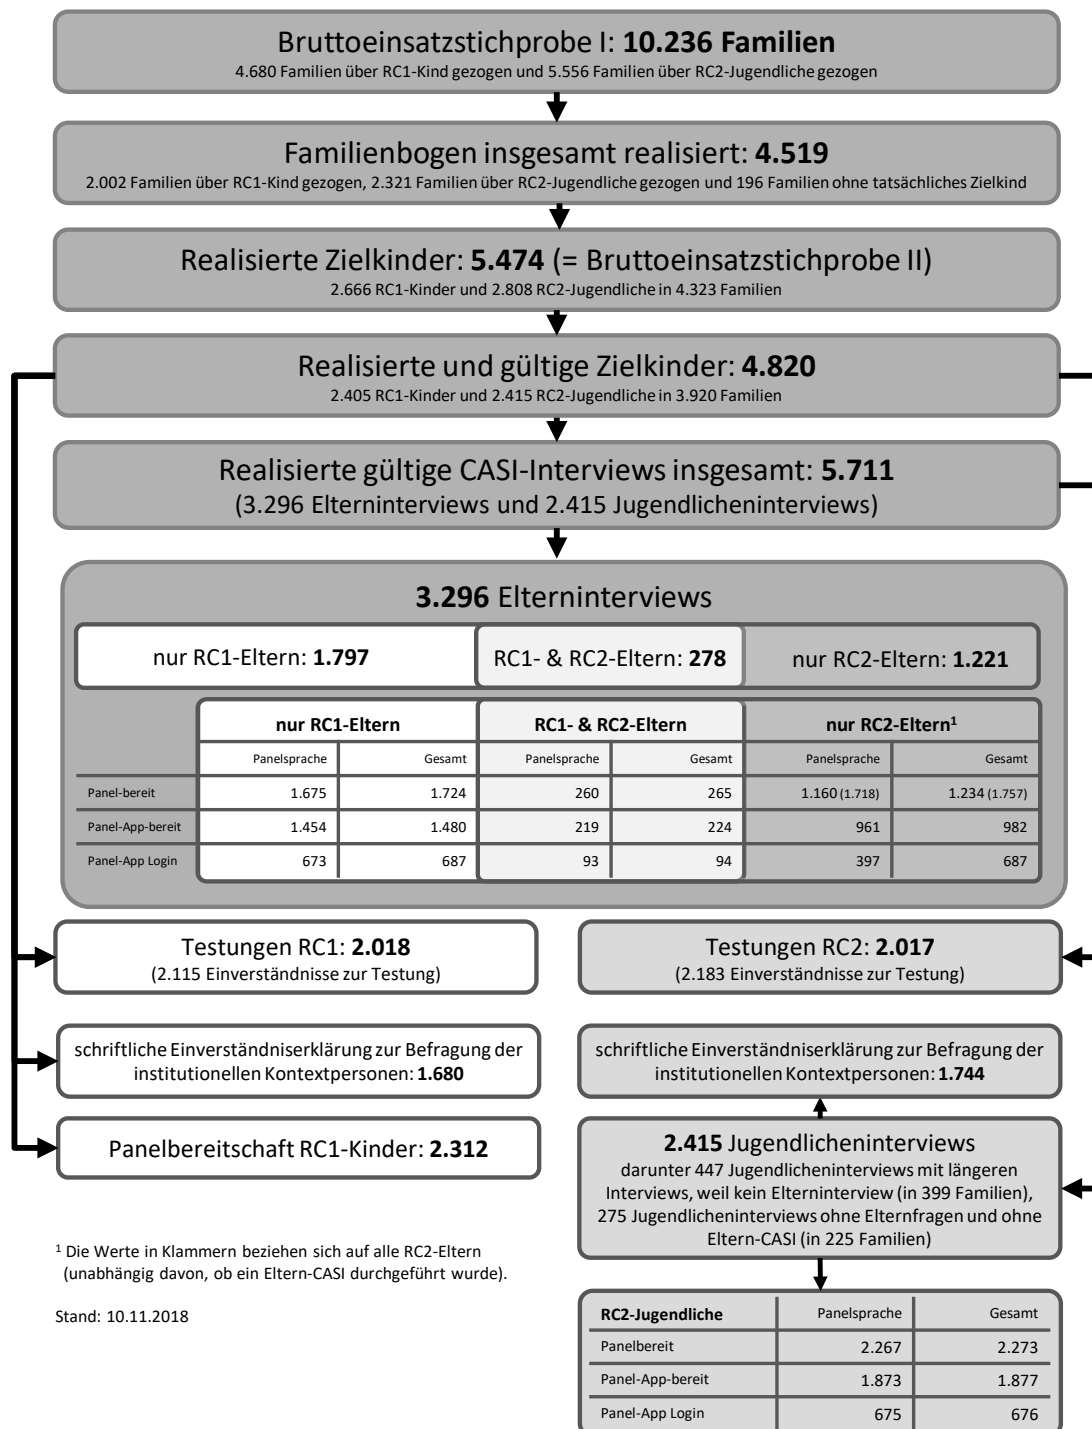 Bruttoeinsatzstichprobe I: 10.236 Familien
4.680 Familien über RC1-Kind gezogen und 5.556 Familien über RC2-Jugendliche gezogen
Familienbogen insgesamt realisiert: 4.519
2.002 Familien über RC1-Kind gezogen, 2.321 Familien über RC2-Jugendliche gezogen und 196 Familien ohne tatsächliches Zielkind
Realisierte Zielkinder: 5.474 (= Bruttoeinsatzstichprobe II)
2.666 RC1-Kinder und 2.808 RC2-Jugendliche in 4.323 Familien
Realisierte und gültige Zielkinder: 4.820
2.405 RC1-Kinder und 2.415 RC2-Jugendliche in 3.920 Familien
Realisierte gültige CASI-Interviews insgesamt: 5.711
(3.296 Elterninterviews und 2.415 Jugendlicheninterviews)
3.296 Elterninterviews
nur RC1-Eltern: 1.797 RC1- & RC2-Eltern: 278 nur RC2-Eltern: 1.221
nur RC1-Eltern RC1- & RC2-Eltern nur RC2-Eltern¹
Panelsprache Gesamt Panelsprache Gesamt Panelsprache Gesamt
Panel-bereit 1.675 1.724 260 265 1.160 (1.718) 1.234 (1.757)
Panel-App-bereit 1.454 1.480 219 224 961 982
Panel-App Login 673 687 93 94 397 687
Testungen RC1: 2.018
(2.115 Einverständnisse zur Testung)
Testungen RC2: 2.017
(2.183 Einverständnisse zur Testung)
schriftliche Einverständniserklärung zur Befragung der
institutionellen Kontextpersonen: 1.680
schriftliche Einverständniserklärung zur Befragung der
institutionellen Kontextpersonen: 1.744
Panelbereitschaft RC1-Kinder: 2.312
2.415 Jugendlicheninterviews
darunter 447 Jugendlicheninterviews mit längeren
Interviews, weil kein Elterninterview (in 399 Familien),
275 Jugendlicheninterviews ohne Elternfragen und ohne
Eltern-CASI (in 225 Familien)
¹ Die Werte in Klammern beziehen sich auf alle RC2-Eltern
(unabhängig davon, ob ein Eltern-CASI durchgeführt wurde).
Stand: 10.11.2018
RC2-Jugendliche Panelsprache Gesamt
Panelbereit 2.267 2.273
Panel-App-bereit 1.873 1.877
Panel-App Login 675 676